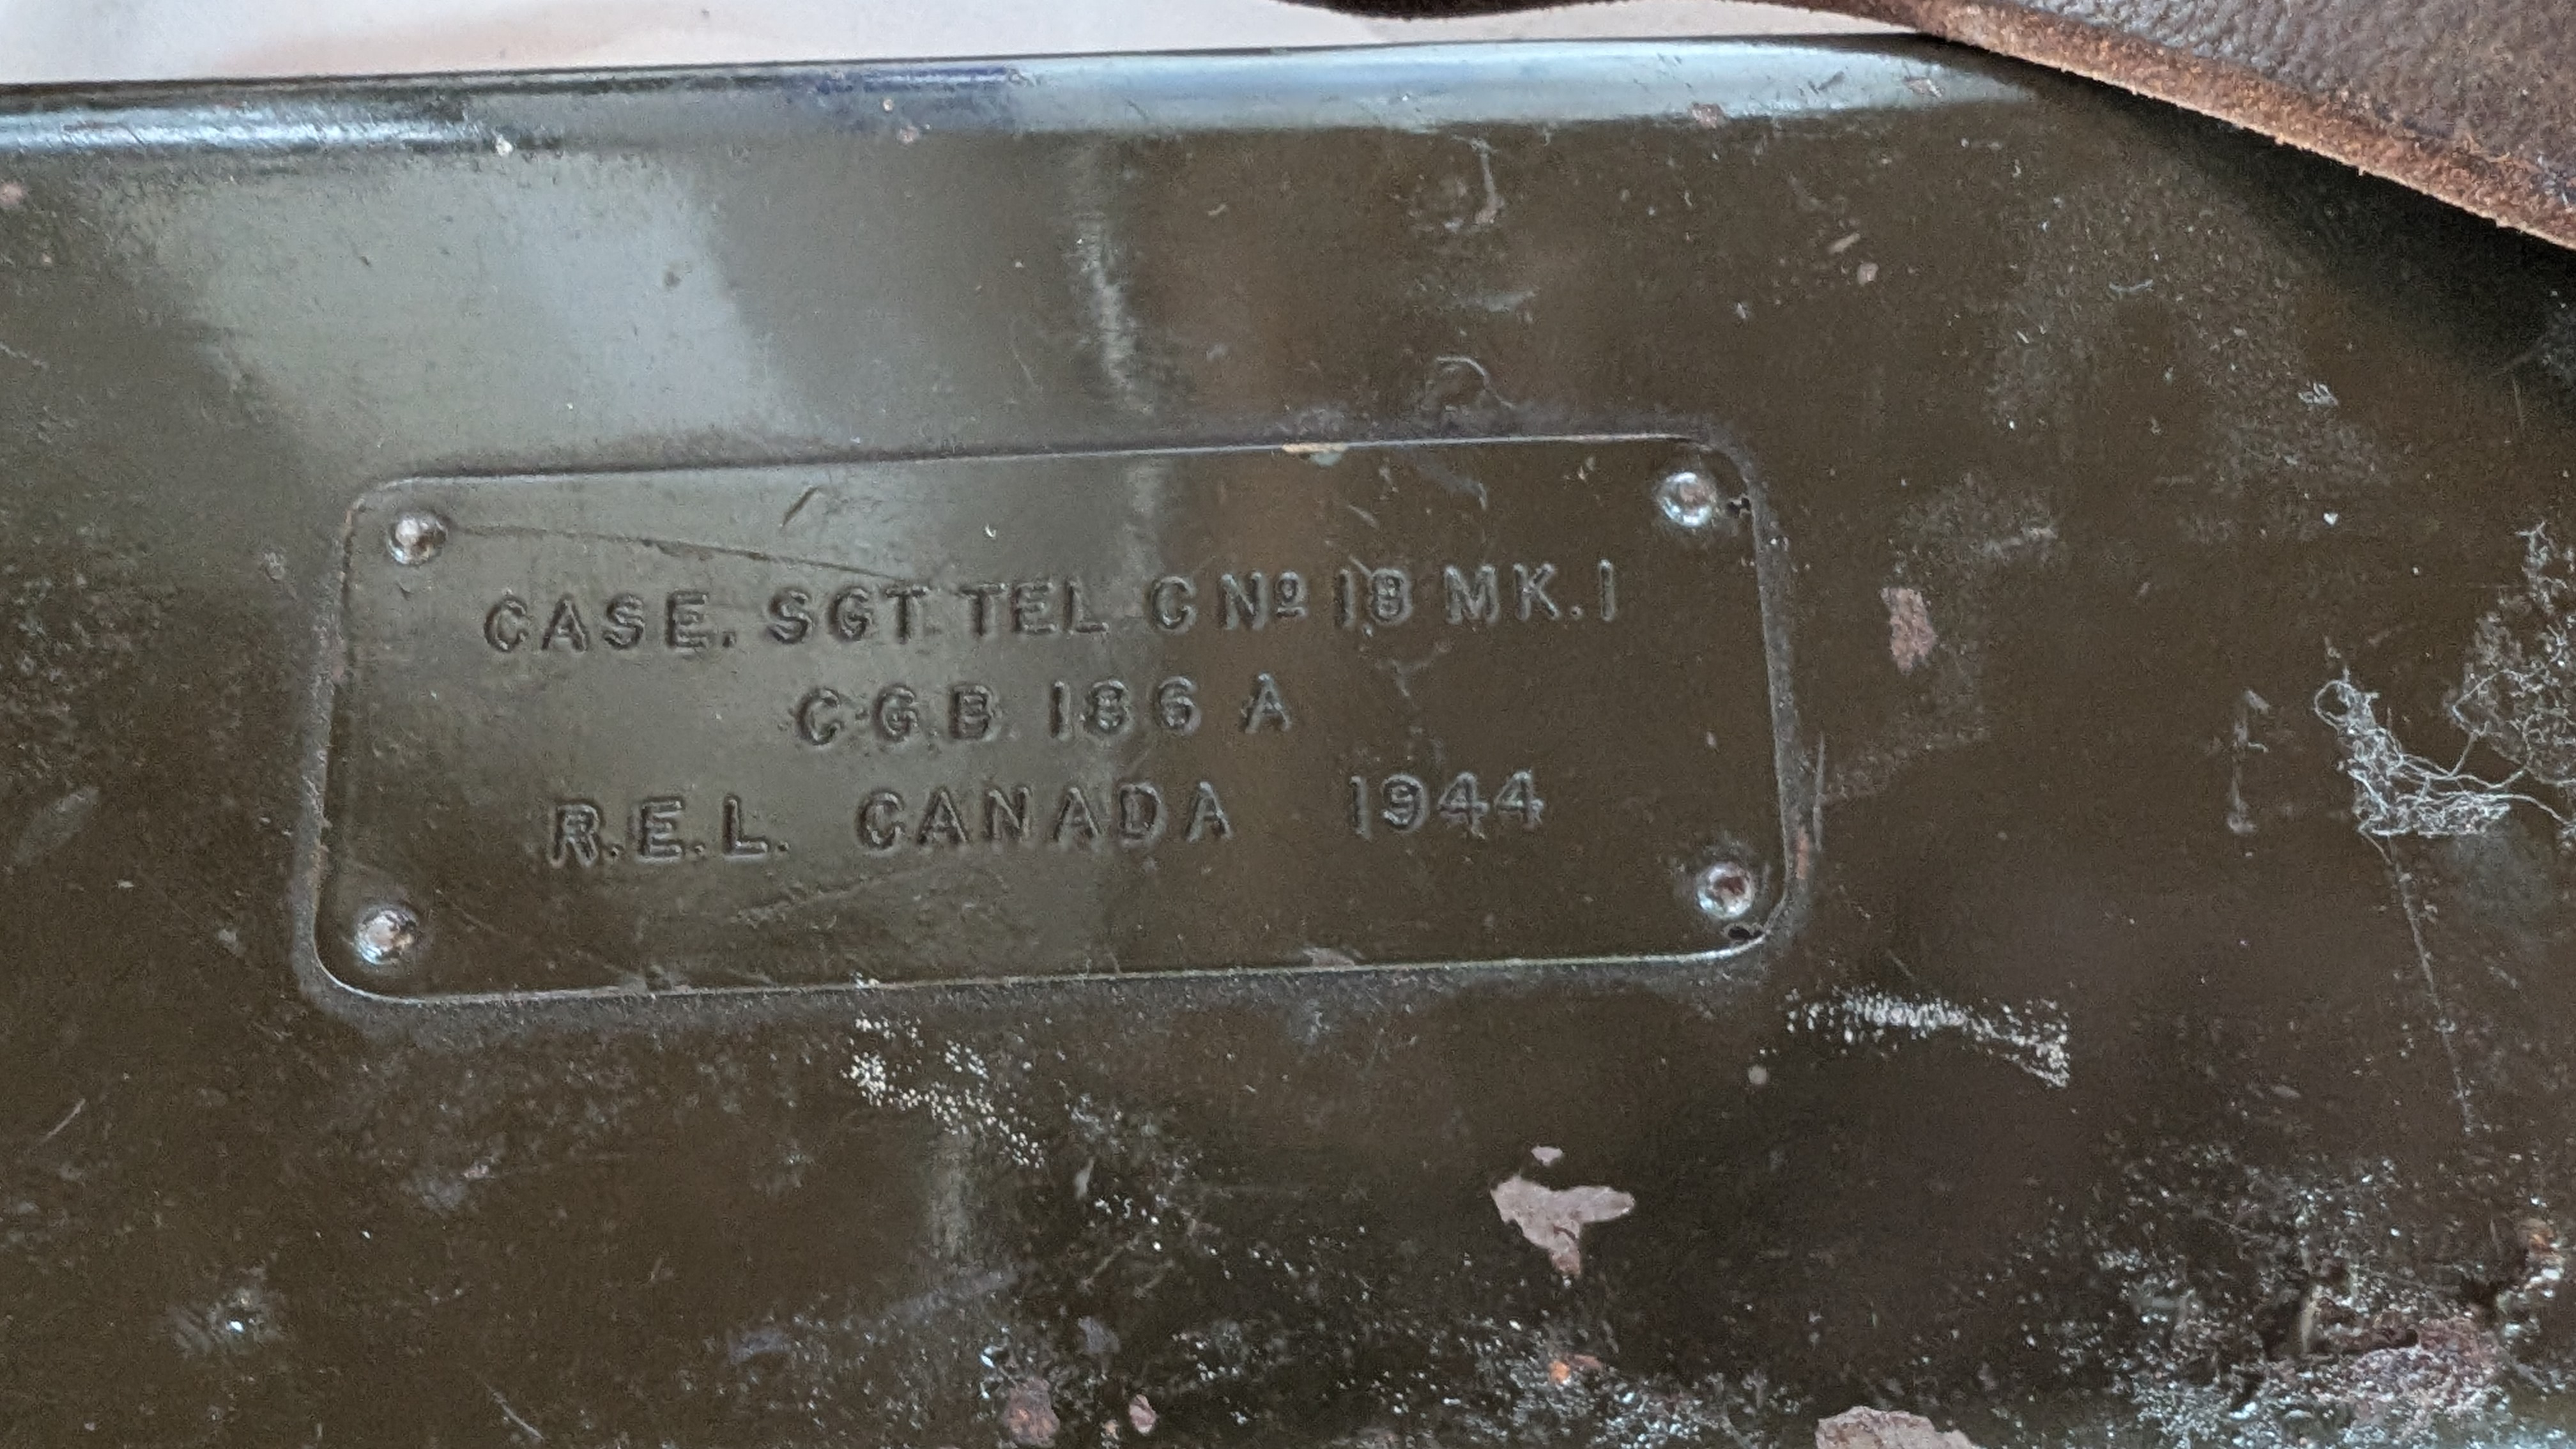 CASE. SGT TEL C Nº 18 MK. I
C.G.B. 186 A
R.E.L. CANADA 1944